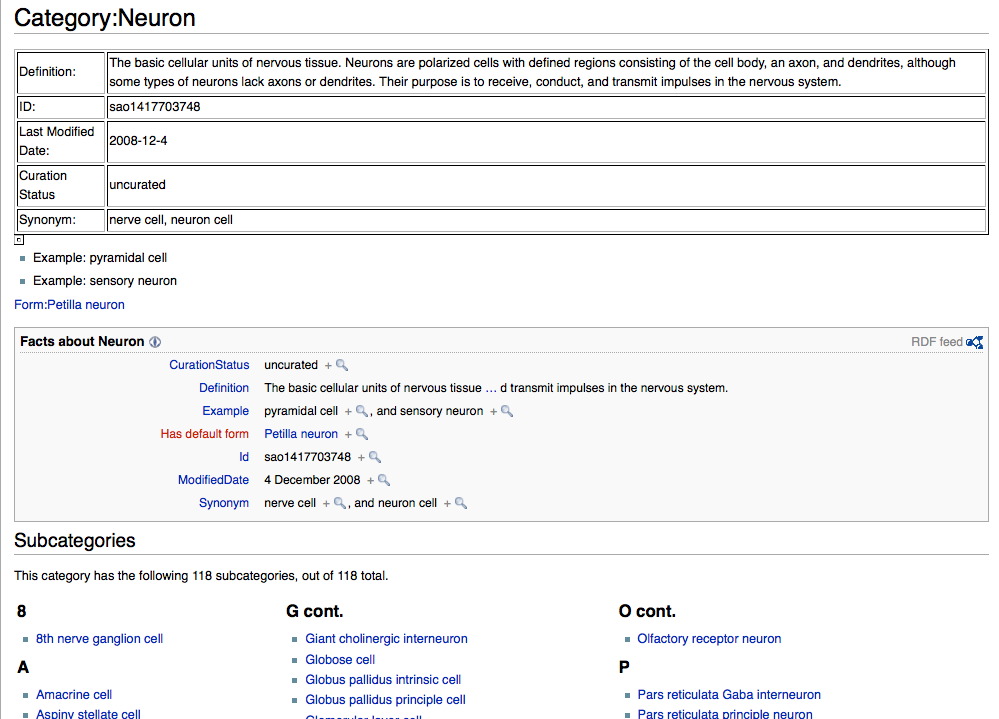 Category:Neuron
Definition:
The basic cellular units of nervous tissue. Neurons are polarized cells with defined regions consisting of the cell body, an axon, and dendrites, although
some types of neurons lack axons or dendrites. Their purpose is to receive, conduct, and transmit impulses in the nervous system.
ID:
sao1417703748
Last Modified
Date:
2008-12-4
Curation
Status
uncurated
Synonym:
nerve cell, neuron cell
Example: pyramidal cell
Example: sensory neuron
Form:Petilla neuron
Facts about Neuron
RDF feed
CurationStatus uncurated +
Definition The basic cellular units of nervous tissue … d transmit impulses in the nervous system.
Example pyramidal cell + , and sensory neuron +
Has default form Petilla neuron +
Id sao1417703748 +
ModifiedDate 4 December 2008 +
Synonym nerve cell + , and neuron cell +
Subcategories
This category has the following 118 subcategories, out of 118 total.
8
8th nerve ganglion cell
A
Amacrine cell
Aspiny stellate cell
G cont.
Giant cholinergic interneuron
Globose cell
Globus pallidus intrinsic cell
Globus pallidus principle cell
Glomerular layer cell
O cont.
Olfactory receptor neuron
P
Pars reticulata Gaba interneuron
Pars reticulata principle neuron